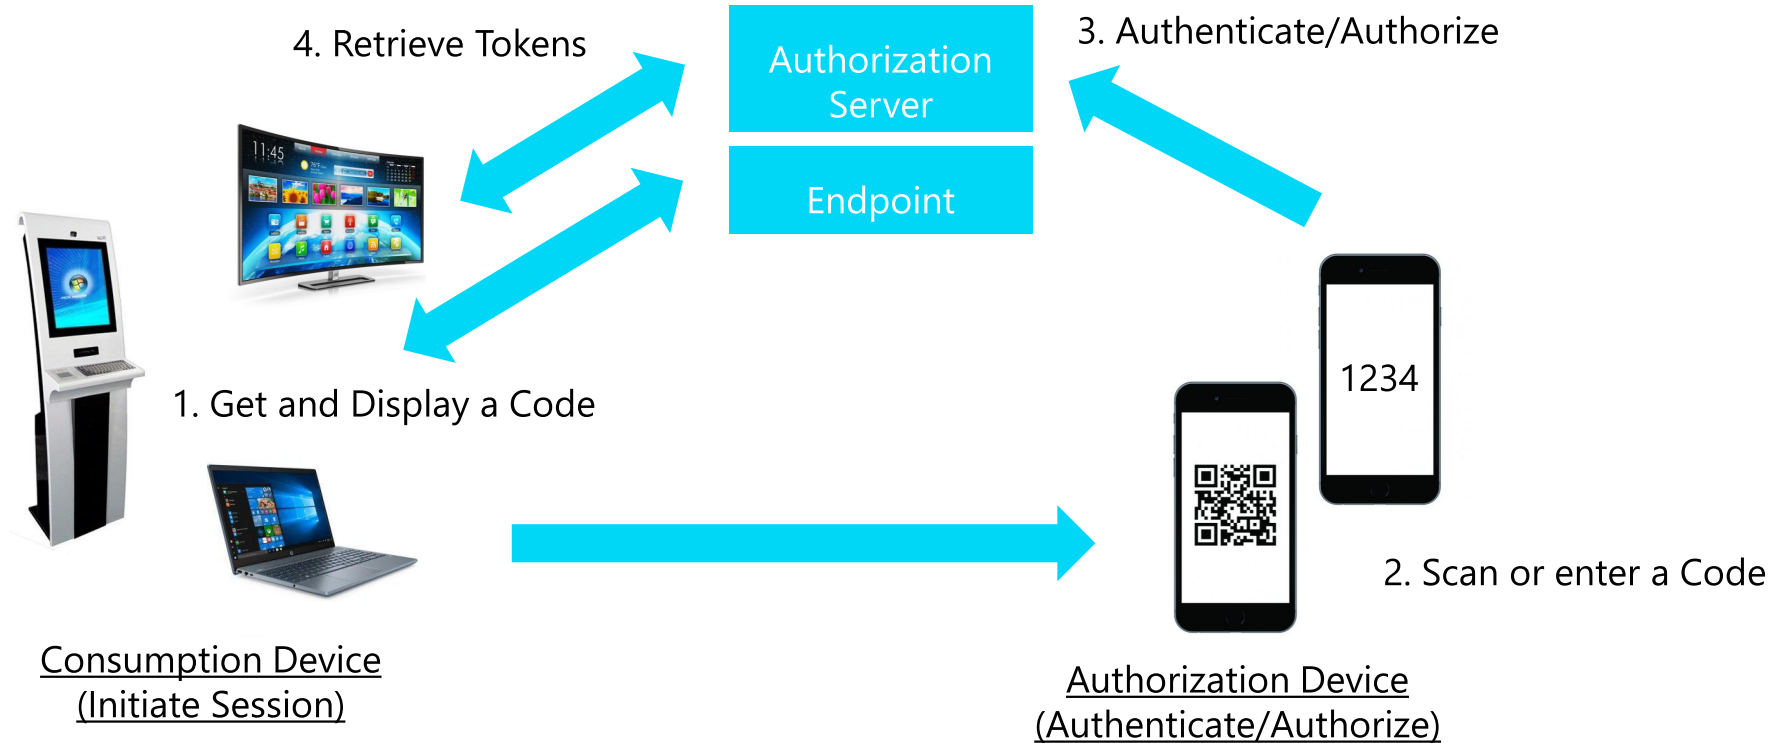 4. Retrieve Tokens
Authorization
Server
3. Authenticate/Authorize
Endpoint
11:45
1234
1. Get and Display a Code
2. Scan or enter a Code
Consumption Device
(Initiate Session)
Authorization Device
(Authenticate/Authorize)